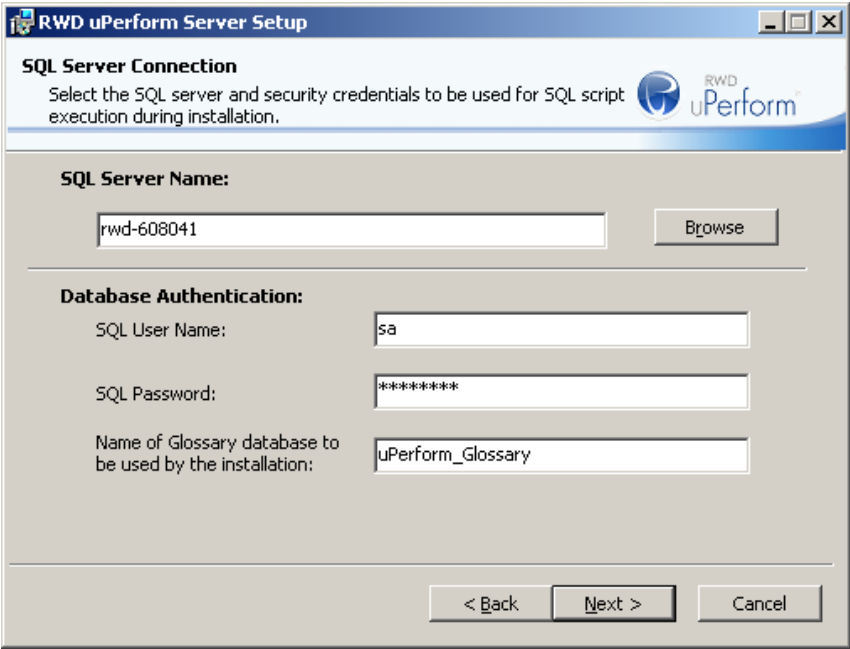 RWD uPerform Server Setup
SQL Server Connection
Select the SQL server and security credentials to be used for SQL script
execution during installation.
RWD
uPerform
SQL Server Name:
rwd-608041
Browse
Database Authentication:
SQL User Name:
sa
SQL Password:
********
Name of Glossary database to
be used by the installation:
uPerform_Glossary
< Back
Next >
Cancel